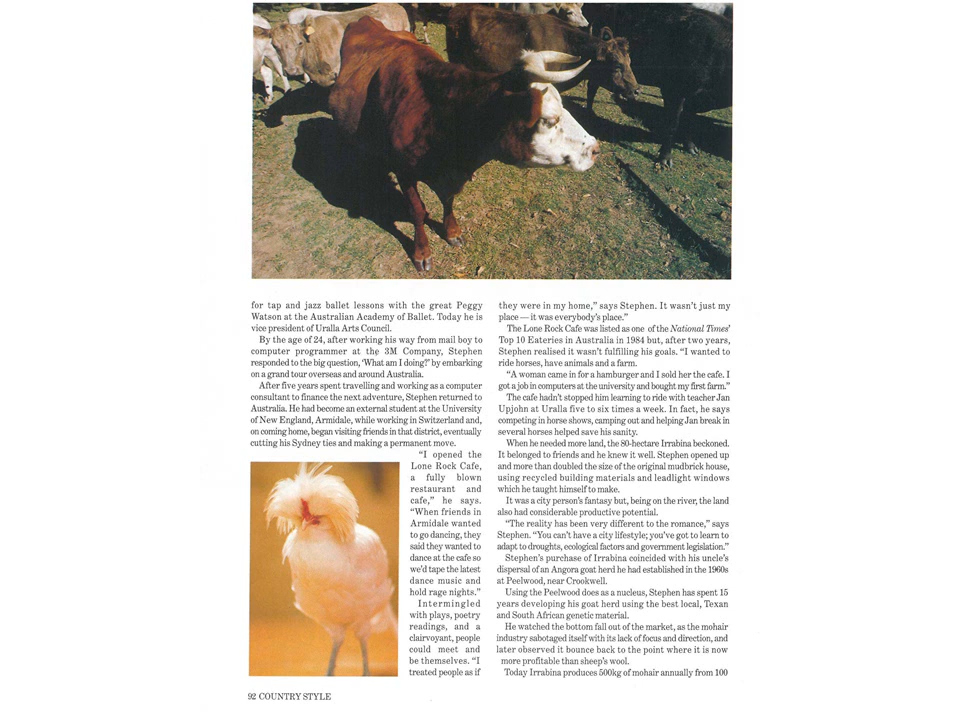 for tap and jazz ballet lessons with the great Peggy
Watson at the Australian Academy of Ballet. Today he is
vice president of Uralla Arts Council.
By the age of 24, after working his way from mail boy to
computer programmer at the 3M Company, Stephen
responded to the big question, 'What am I doing?' by embarking
on a grand tour overseas and around Australia.
After five years spent travelling and working as a computer
consultant to finance the next adventure, Stephen returned to
Australia. He had become an external student at the University
of New England, Armidale, while working in Switzerland and,
on coming home, began visiting friends in that district, eventually
cutting his Sydney ties and making a permanent move.
"I opened the
Lone Rock Cafe,
a fully blown
restaurant and
cafe," he says.
"When friends in
Armidale wanted
to go dancing, they
said they wanted to
dance at the cafe so
we'd tape the latest
dance music and
hold rage nights."
Intermingled
with plays, poetry
readings, and a
clairvoyant, people
could meet and
be themselves. "I
treated people as if
they were in my home," says Stephen. It wasn't just my
place — it was everybody's place."
The Lone Rock Cafe was listed as one of the National Times'
Top 10 Eateries in Australia in 1984 but, after two years,
Stephen realised it wasn't fulfilling his goals. "I wanted to
ride horses, have animals and a farm.
"A woman came in for a hamburger and I sold her the cafe. I
got a job in computers at the university and bought my first farm."
The cafe hadn't stopped him learning to ride with teacher Jan
Upjohn at Uralla five to six times a week. In fact, he says
competing in horse shows, camping out and helping Jan break in
several horses helped save his sanity.
When he needed more land, the 80-hectare Irrabina beckoned.
It belonged to friends and he knew it well. Stephen opened up
and more than doubled the size of the original mudbrick house,
using recycled building materials and leadlight windows
which he taught himself to make.
It was a city person's fantasy but, being on the river, the land
also had considerable productive potential.
"The reality has been very different to the romance," says
Stephen. "You can't have a city lifestyle; you've got to learn to
adapt to droughts, ecological factors and government legislation."
Stephen's purchase of Irrabina coincided with his uncle's
dispersal of an Angora goat herd he had established in the 1960s
at Peelwood, near Crookwell.
Using the Peelwood does as a nucleus, Stephen has spent 15
years developing his goat herd using the best local, Texan
and South African genetic material.
He watched the bottom fall out of the market, as the mohair
industry sabotaged itself with its lack of focus and direction, and
later observed it bounce back to the point where it is now
more profitable than sheep's wool.
Today Irrabina produces 500kg of mohair annually from 100
92 COUNTRY STYLE